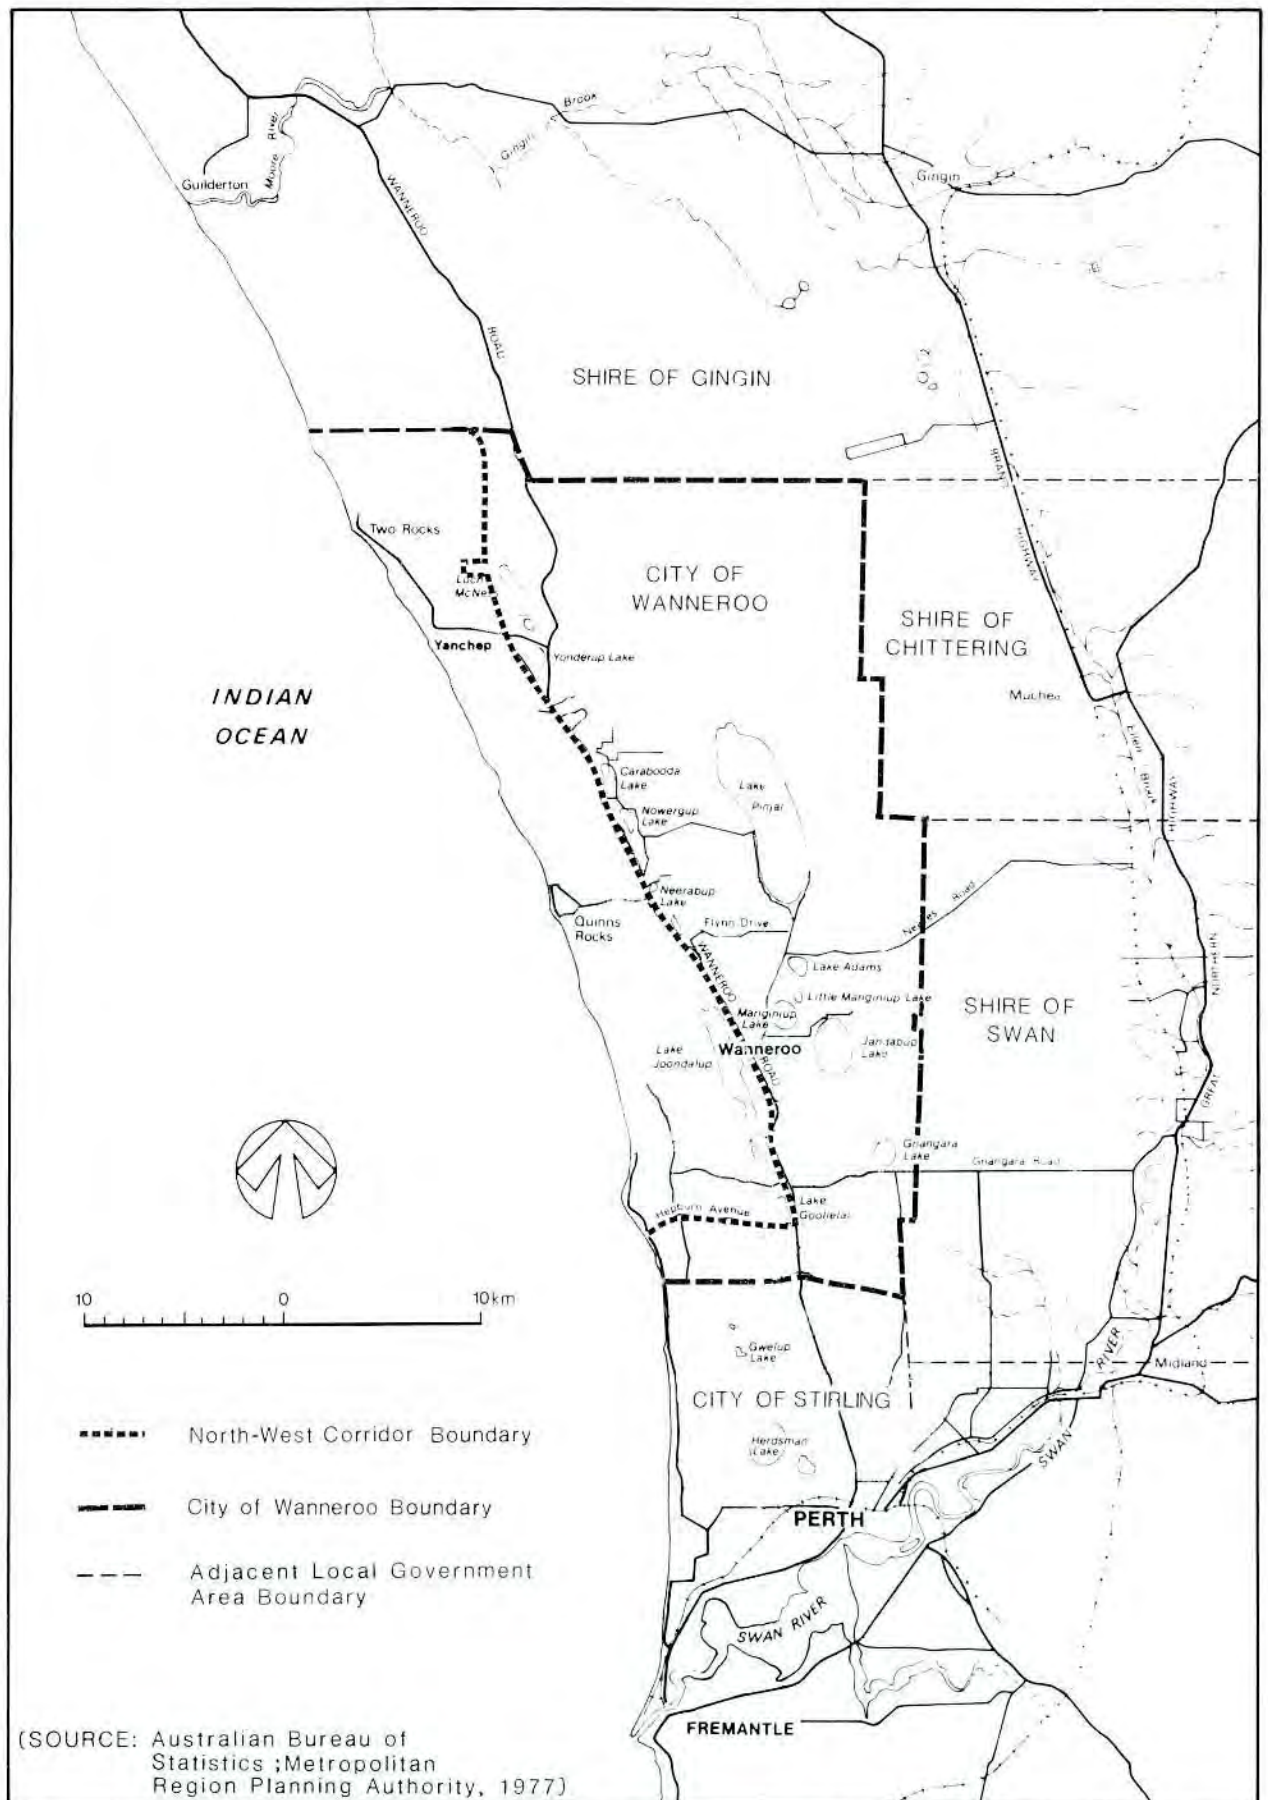 Brook
Gingin
Moore River
Guilderton
Gingin
WANNEROO
ROAD
SHIRE OF GINGIN
BRAND
HIGHWAY
Two Rocks
CITY OF
WANNEROO
SHIRE OF
CHITTERING
Yanchep
Yonderup Lake
INDIAN
OCEAN
Ellen
Brook
HIGHWAY
Carabooda
Lake
Lake
Pinjar
Nowergup
Lake
Neerabup
Lake
Quinns
Rocks
Flynn Drive
Neaves Road
WANNEROO
ROAD
Lake Adams
Little Mariginiup Lake
Mariginiup
Lake
SHIRE OF
SWAN
NORTHERN
GREAT
Lake
Joondalup
Wanneroo
Jandabup
Lake
Gnangara
Lake
Gnangara Road
Hepburn Avenue
Lake
Goollelal
10 0 10km
Gwelup
Lake
RIVER
Midland
CITY OF STIRLING
Herdsman
Lake
SWAN
North-West Corridor Boundary
City of Wanneroo Boundary
PERTH
Adjacent Local Government
Area Boundary
SWAN RIVER
FREMANTLE
(SOURCE: Australian Bureau of
Statistics ;Metropolitan
Region Planning Authority, 1977)